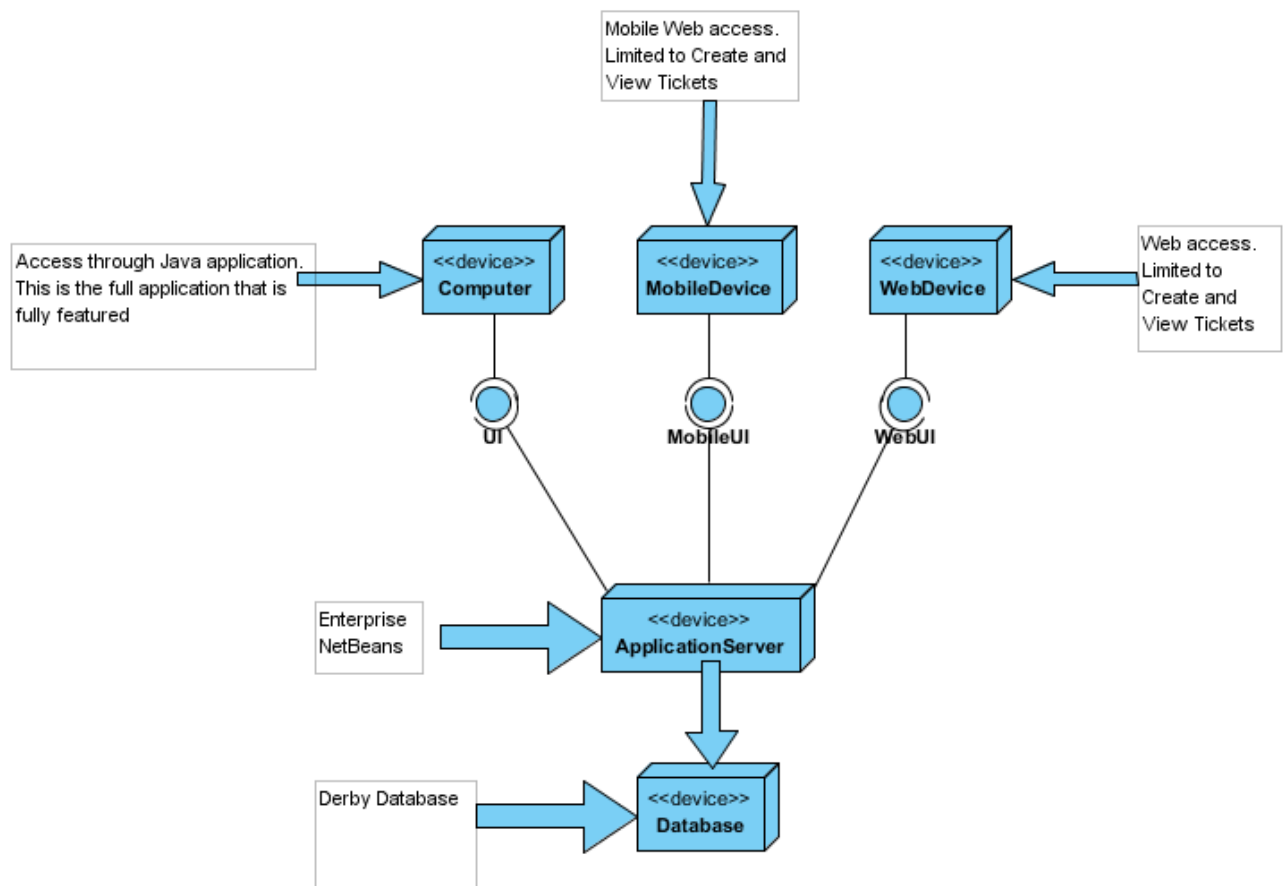 Mobile Web access.
Limited to Create and
View Tickets
Access through Java application.
This is the full application that is
fully featured
<<device>>
Computer
<<device>>
MobileDevice
<<device>>
WebDevice
Web access.
Limited to
Create and
View Tickets
UI
MobileUI
WebUI
Enterprise
NetBeans
<<device>>
ApplicationServer
Derby Database
<<device>>
Database